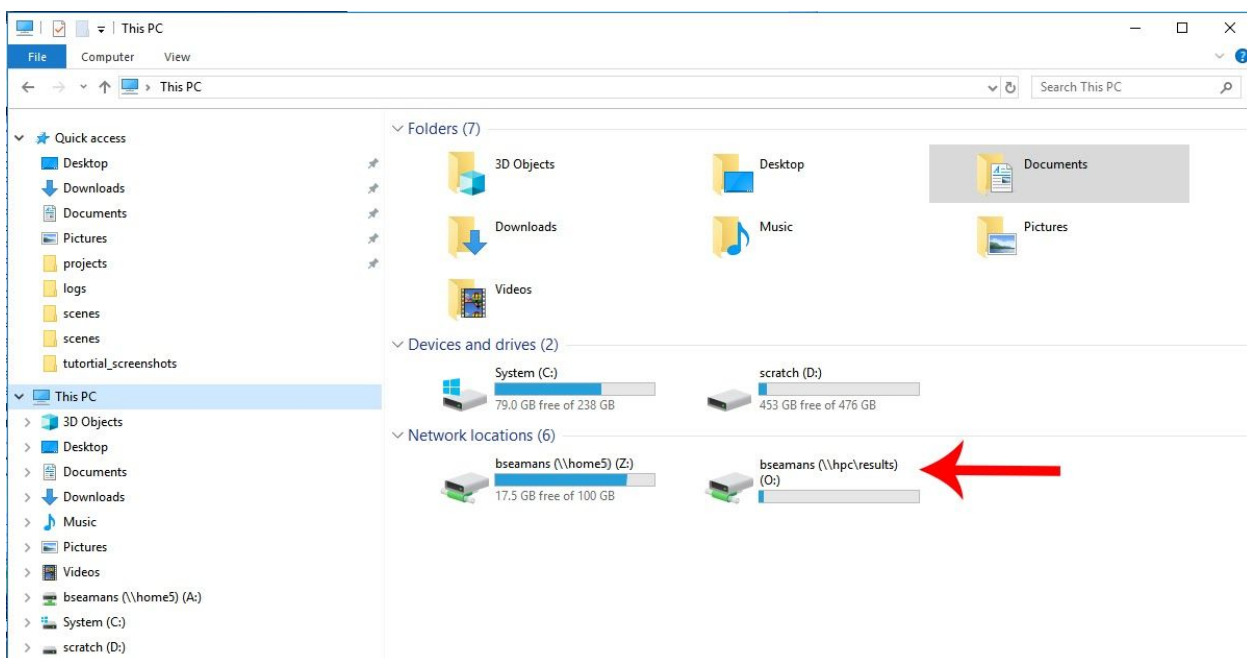 This PC
File Computer View
This PC
Search This PC
Quick access
Desktop
Downloads
Documents
Pictures
projects
logs
scenes
scenes
tutortial_screenshots
This PC
3D Objects
Desktop
Documents
Downloads
Music
Pictures
Videos
bseamans (\\home5) (A:)
System (C:)
scratch (D:)
Folders (7)
3D Objects
Desktop
Documents
Downloads
Music
Pictures
Videos
Devices and drives (2)
System (C:)
79.0 GB free of 238 GB
scratch (D:)
453 GB free of 476 GB
Network locations (6)
bseamans (\\home5) (Z:)
17.5 GB free of 100 GB
bseamans (\\hpc\results)
(O:)